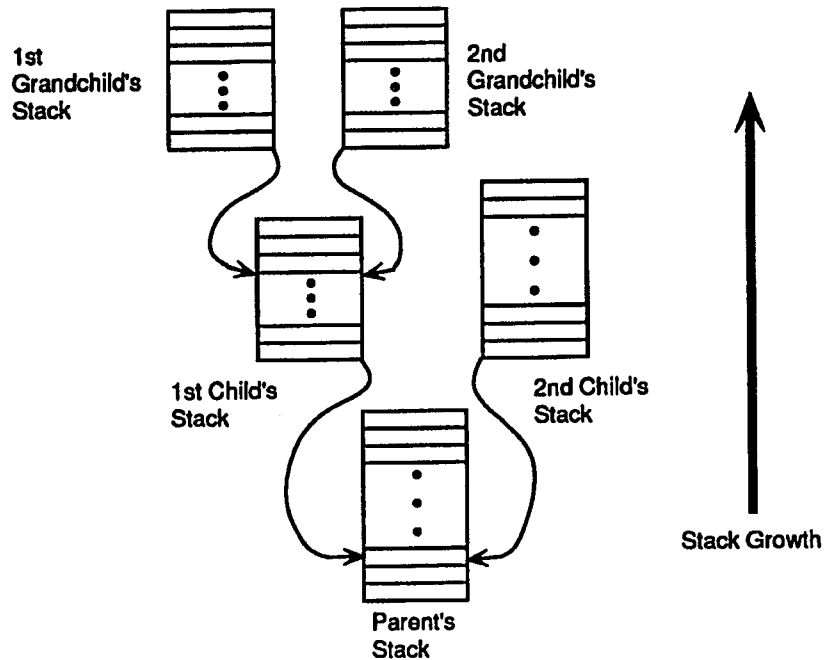 1st
Grandchild's
Stack
2nd
Grandchild's
Stack
1st Child's
Stack
2nd Child's
Stack
Stack Growth
Parent's
Stack